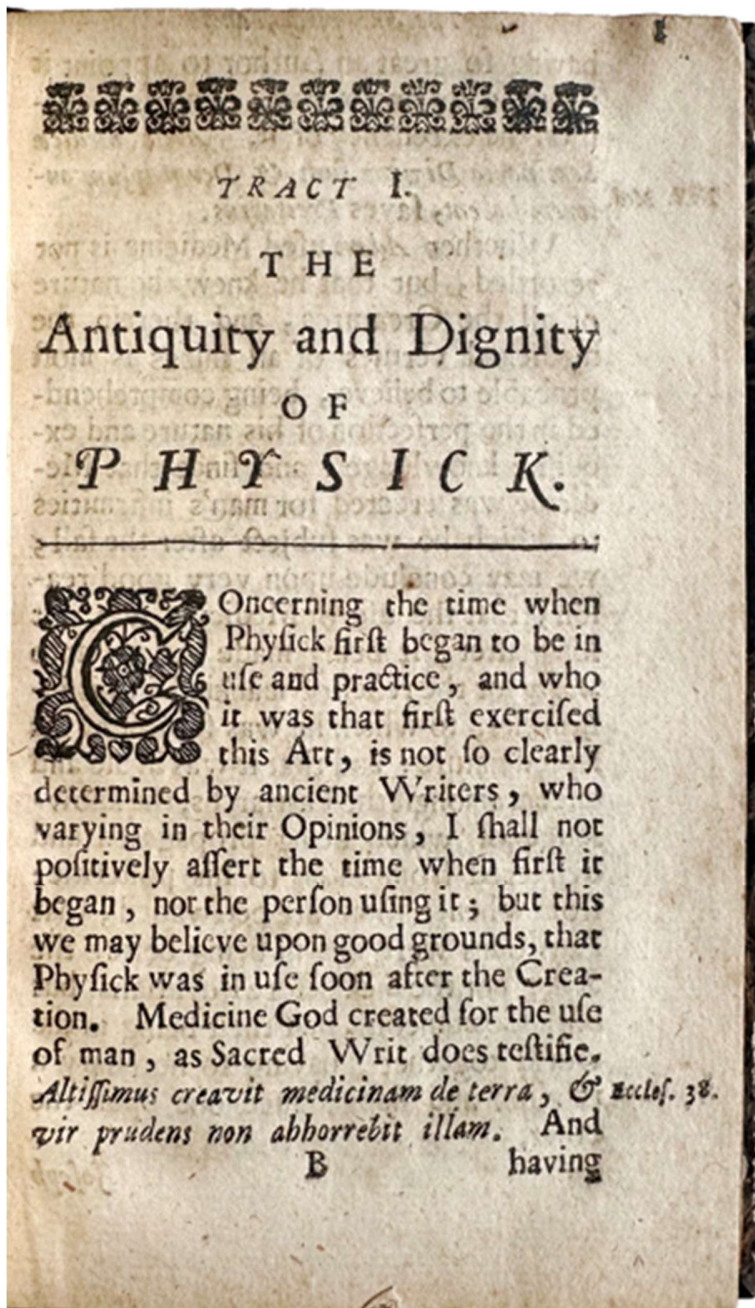 1
TRACT I.
THE
Antiquity and Dignity
OF
PHYSICK.
COncerning the time when
Phyſick firſt began to be in
uſe and practice, and who
it was that firſt exerciſed
this Art, is not ſo clearly
determined by ancient Writers, who
varying in their Opinions, I ſhall not
poſitively aſſert the time when firſt it
began, nor the perſon uſing it; but this
we may believe upon good grounds, that
Phyſick was in uſe ſoon after the Crea-
tion. Medicine God created for the uſe
of man, as Sacred Writ does teſtifie.
Altiſſimus creavit medicinam de terra, & Eccleſ. 38.
vir prudens non abhorrebit illam. And
B having